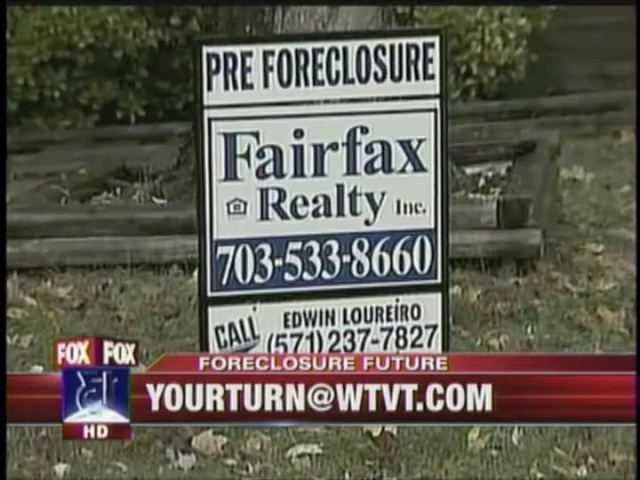 PRE FORECLOSURE
Fairfax
Realty Inc.
703-533-8660
CALL EDWIN LOUREIRO
(571) 237-7827
FOX FOX
FORECLOSURE FUTURE
YOURTURN@WTVT.COM
HD